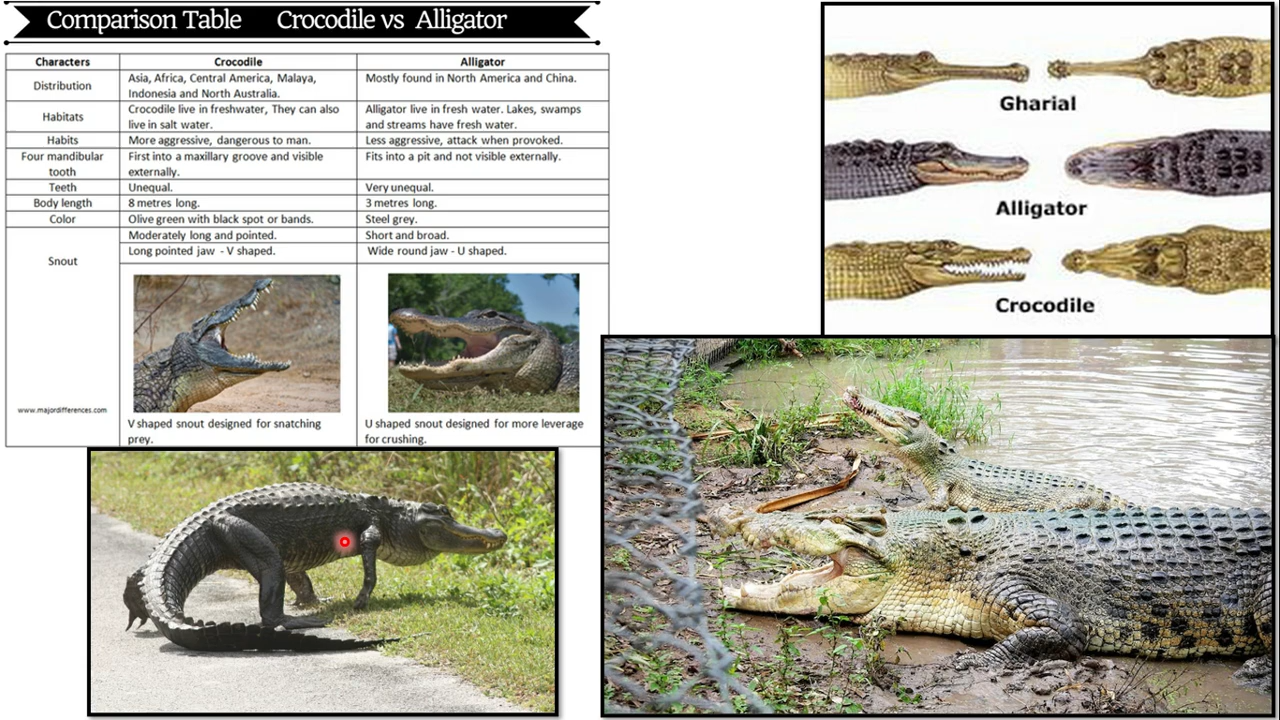 Comparison Table Crocodile vs Alligator
Characters Crocodile Alligator
Distribution Asia, Africa, Central America, Malaya, Indonesia and North Australia. Mostly found in North America and China.
Habitats Crocodile live in freshwater, They can also live in salt water. Alligator live in fresh water. Lakes, swamps and streams have fresh water.
Habits More aggressive, dangerous to man. Less aggressive, attack when provoked.
Four mandibular tooth First into a maxillary groove and visible externally. Fits into a pit and not visible externally.
Teeth Unequal. Very unequal.
Body length 8 metres long. 3 metres long.
Color Olive green with black spot or bands. Steel grey.
Snout Moderately long and pointed. Short and broad.
Long pointed jaw - V shaped. Wide round jaw - U shaped.
www.majordifferences.com
V shaped snout designed for snatching prey. U shaped snout designed for more leverage for crushing.
Gharial
Alligator
Crocodile